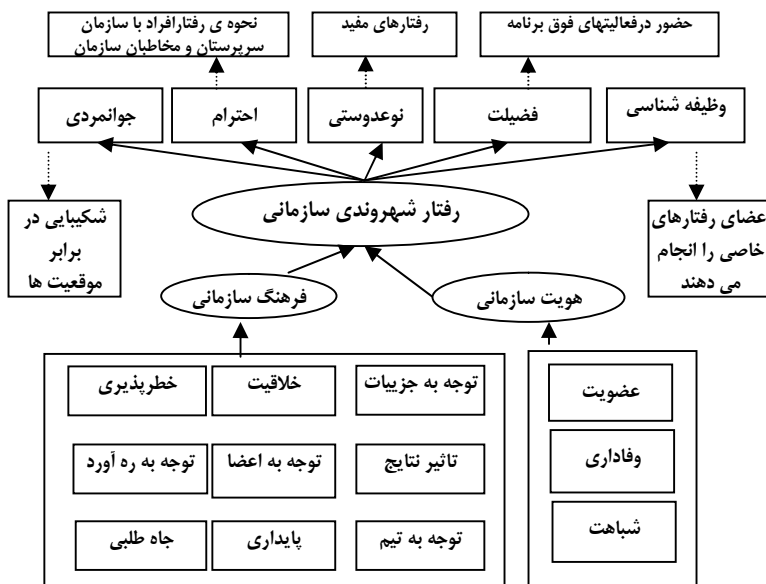 حضور درفعالیتهای فوق برنامه
رفتارهای مفید
نحوه ی رفتارافراد با سازمان
سرپرستان و مخاطبان سازمان
وظیفه شناسی
فضیلت
نوعدوستی
احترام
جوانمردی
رفتار شهروندی سازمانی
عضای رفتارهای
خاصی را انجام
می دهند
شکیبایی در
برابر
موقعیت ها
هویت سازمانی
فرهنگ سازمانی
عضویت
وفاداری
شباهت
توجه به جزییات
خلاقیت
خطرپذیری
تاثیر نتایج
توجه به اعضا
توجه به ره آورد
توجه به تیم
پایداری
جاه طلبی